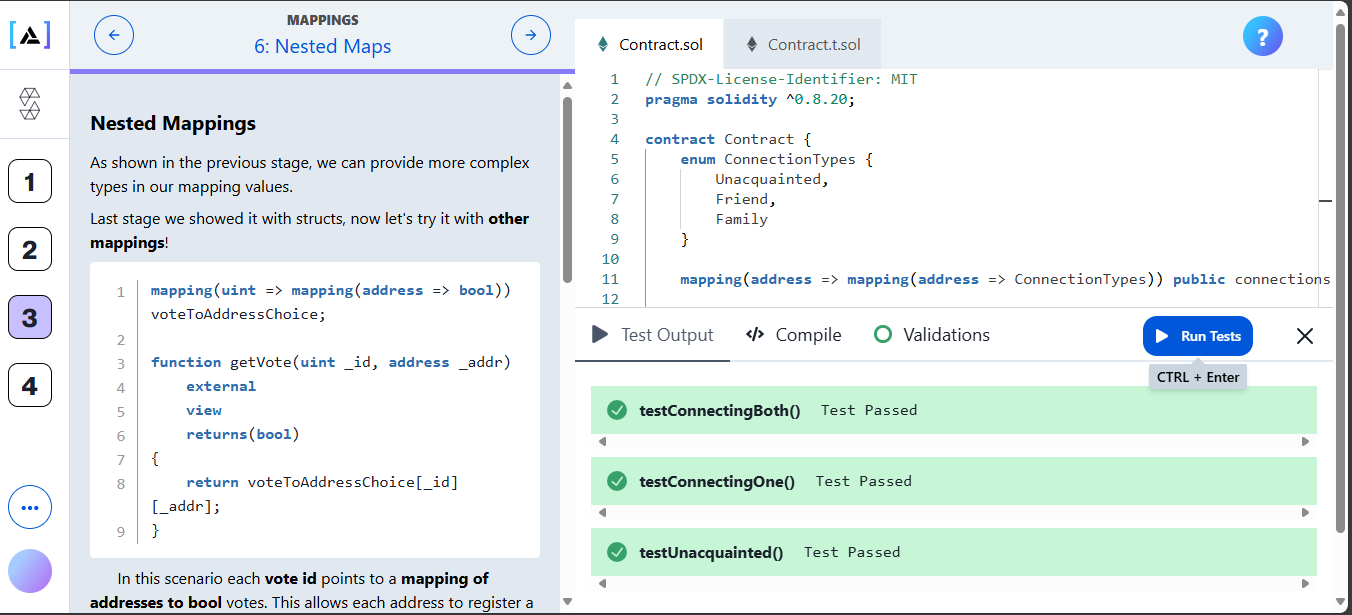 [A]
MAPPINGS
6: Nested Maps
1
2
3
4
Nested Mappings
As shown in the previous stage, we can provide more complex
types in our mapping values.
Last stage we showed it with structs, now let's try it with other
mappings!
1 mapping(uint => mapping(address => bool))
voteToAddressChoice;
2
3 function getVote(uint _id, address _addr)
4 external
5 view
6 returns(bool)
7 {
8 return voteToAddressChoice[_id]
[_addr];
9 }
In this scenario each vote id points to a mapping of
addresses to bool votes. This allows each address to register a
Contract.sol
Contract.t.sol
?
1 // SPDX-License-Identifier: MIT
2 pragma solidity ^0.8.20;
3
4 contract Contract {
5 enum ConnectionTypes {
6 Unacquainted,
7 Friend,
8 Family
9 }
10
11 mapping(address => mapping(address => ConnectionTypes)) public connections
12
Test Output
</> Compile
Validations
Run Tests
CTRL + Enter
testConnectingBoth() Test Passed
testConnectingOne() Test Passed
testUnacquainted() Test Passed